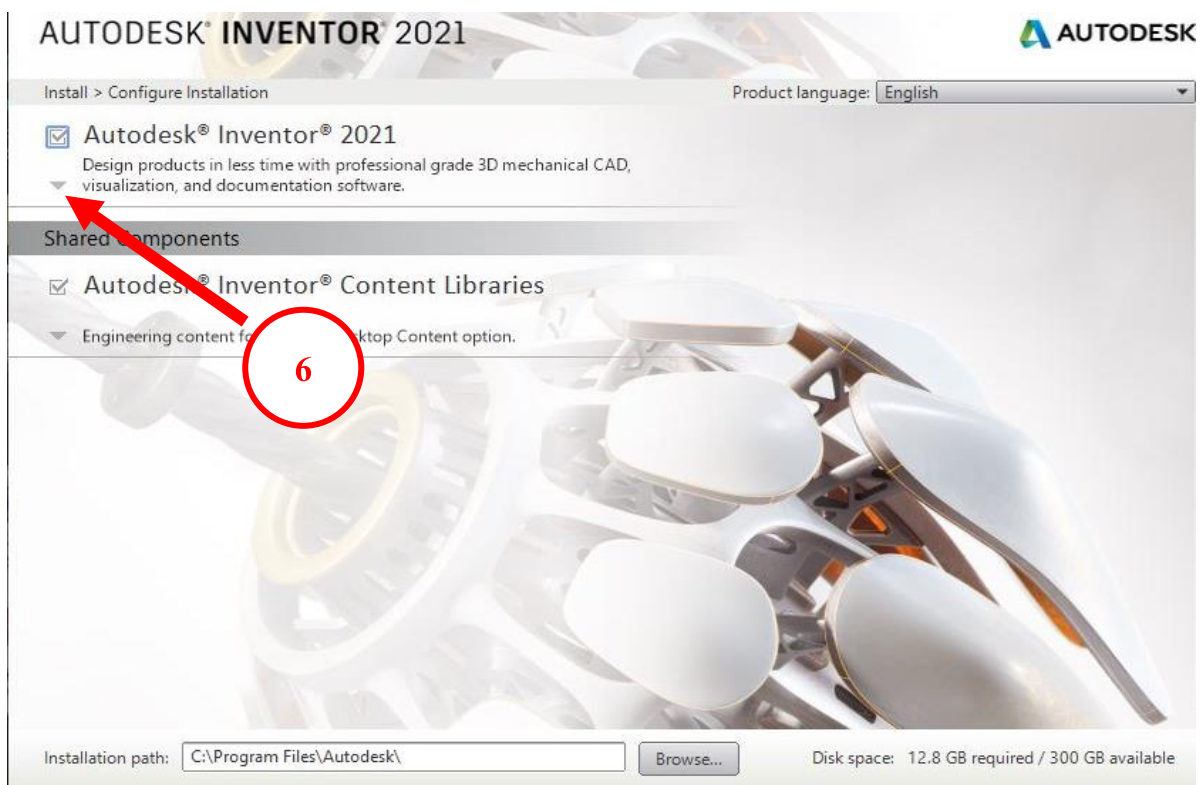 AUTODESK® INVENTOR® 2021
AUTODESK
Install > Configure Installation
Product language: English
Autodesk® Inventor® 2021
Design products in less time with professional grade 3D mechanical CAD,
visualization, and documentation software.
Shared Components
Autodesk® Inventor® Content Libraries
Engineering content ktop Content option.
6
Installation path: C:\Program Files\Autodesk\ Browse... Disk space: 12.8 GB required / 300 GB available